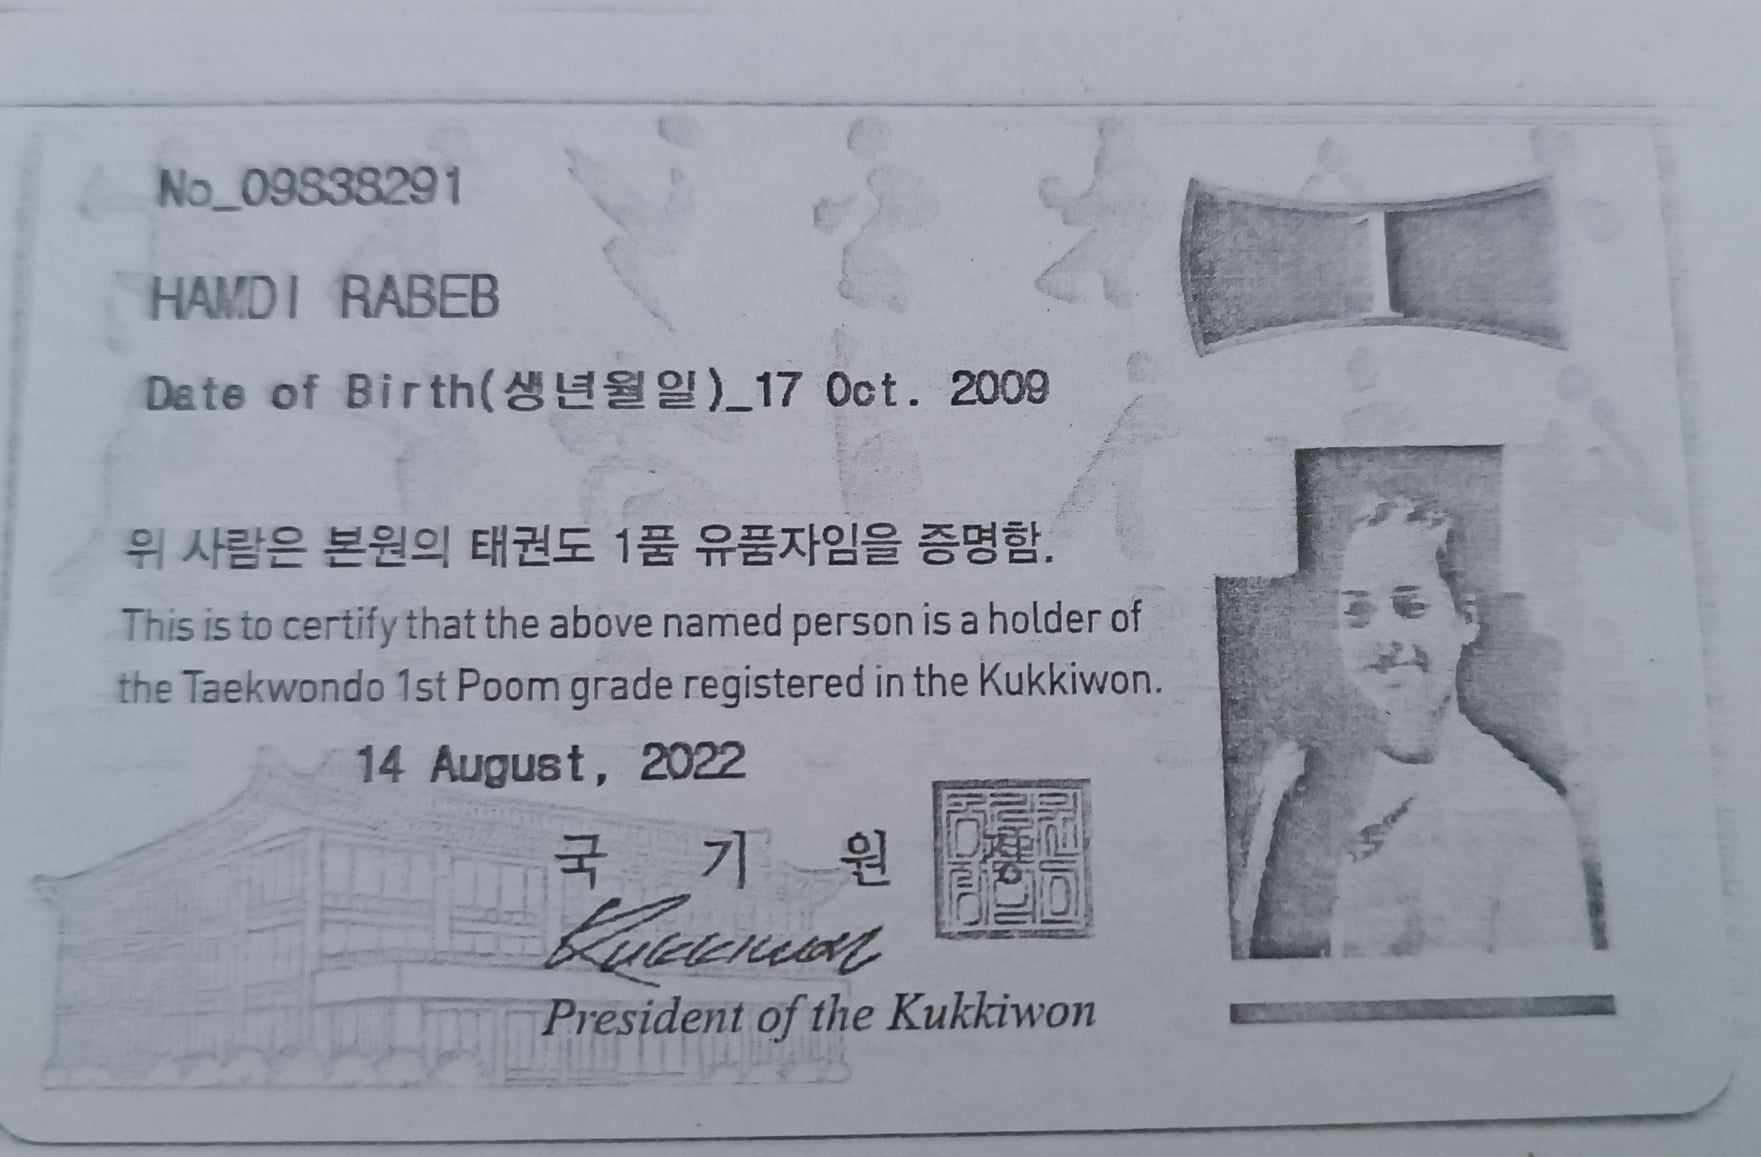 No_09838291
HAMDI RABEB
Date of Birth(생년월일)_17 Oct. 2009
위 사람은 본원의 태권도 1품 유품자임을 증명함.
This is to certify that the above named person is a holder of
the Taekwondo 1st Poom grade registered in the Kukkiwon.
14 August, 2022
국 기 원
Kukkiwon
President of the Kukkiwon